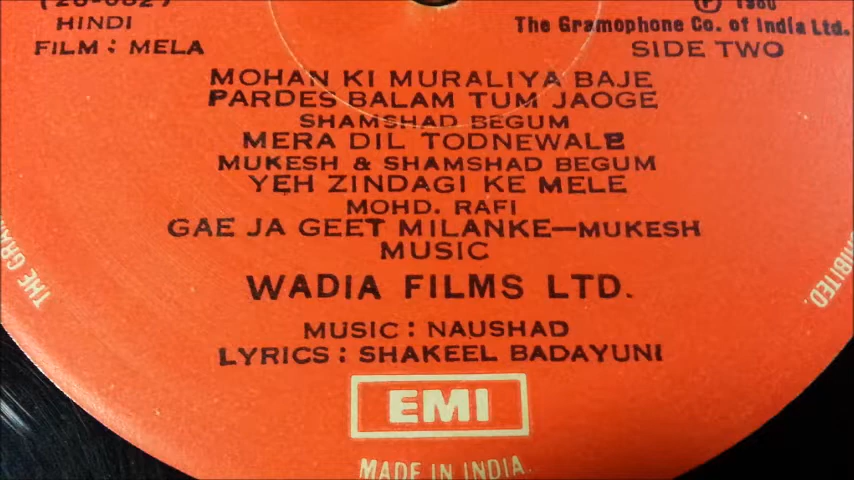 HINDI
FILM : MELA
℗ 1980
The Gramophone Co. of India Ltd.
SIDE TWO
MOHAN KI MURALIYA BAJE
PARDES BALAM TUM JAOGE
SHAMSHAD BEGUM
MERA DIL TODNEWALE
MUKESH & SHAMSHAD BEGUM
YEH ZINDAGI KE MELE
MOHD. RAFI
GAE JA GEET MILANKE—MUKESH
MUSIC
WADIA FILMS LTD.
MUSIC : NAUSHAD
LYRICS : SHAKEEL BADAYUNI
EMI
MADE IN INDIA.
THE